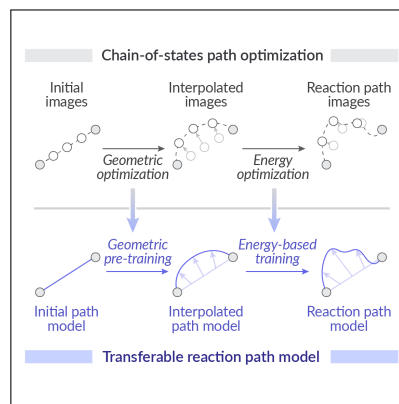 Chain-of-states path optimization
Initial
images
Interpolated
images
Reaction path
images
Geometric
optimization
Energy
optimization
Geometric
pre-training
Energy-based
training
Initial path
model
Interpolated
path model
Reaction path
model
Transferable reaction path model